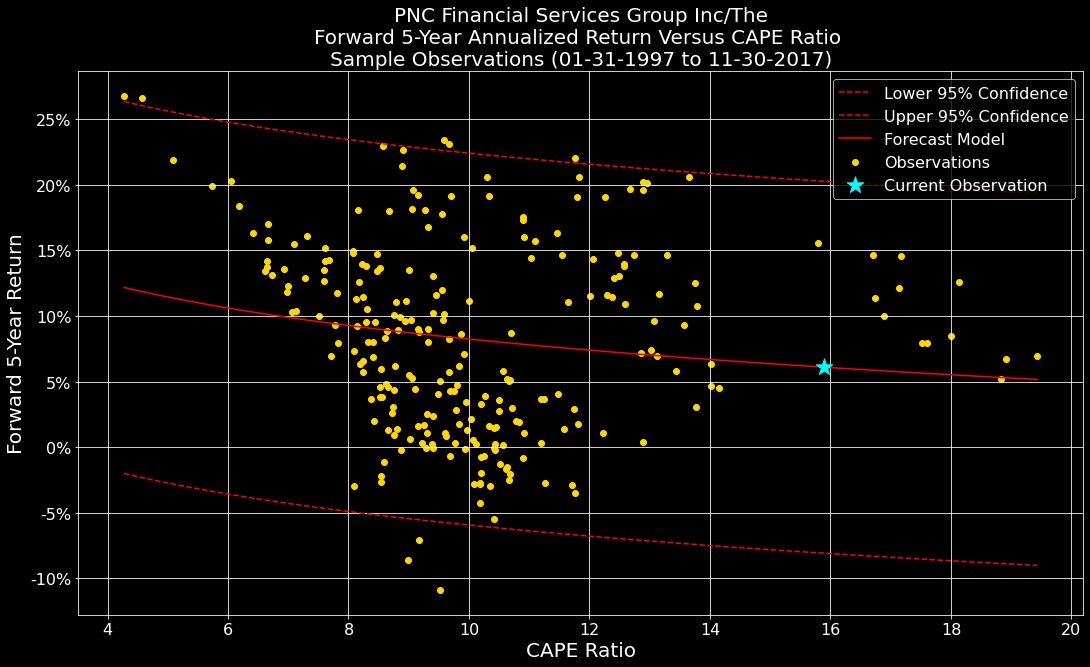 PNC Financial Services Group Inc/The
Forward 5-Year Annualized Return Versus CAPE Ratio
Sample Observations (01-31-1997 to 11-30-2017)
Lower 95% Confidence
Upper 95% Confidence
Forecast Model
Observations
Current Observation
Forward 5-Year Return
25%
20%
15%
10%
5%
0%
-5%
-10%
4 6 8 10 12 14 16 18 20
CAPE Ratio